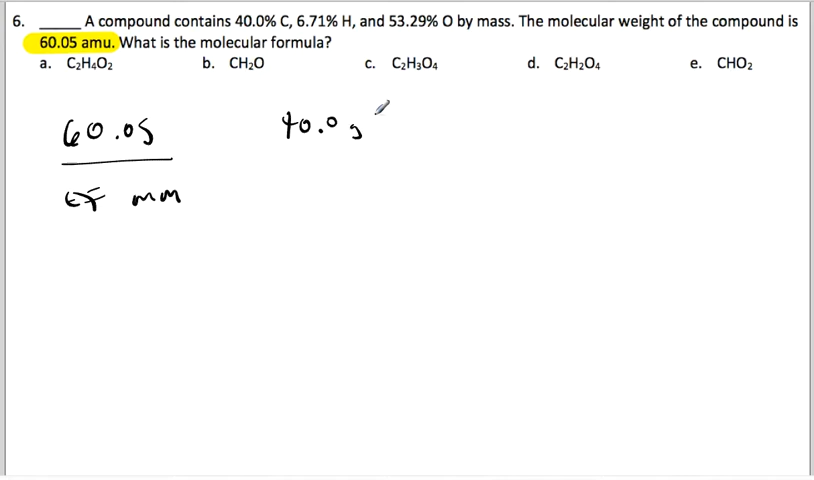 6. _____ A compound contains 40.0% C, 6.71% H, and 53.29% O by mass. The molecular weight of the compound is
60.05 amu. What is the molecular formula?
a. C₂H₄O₂ b. CH₂O c. C₂H₃O₄ d. C₂H₂O₄ e. CHO₂
60.05 40.0 g
EF mm